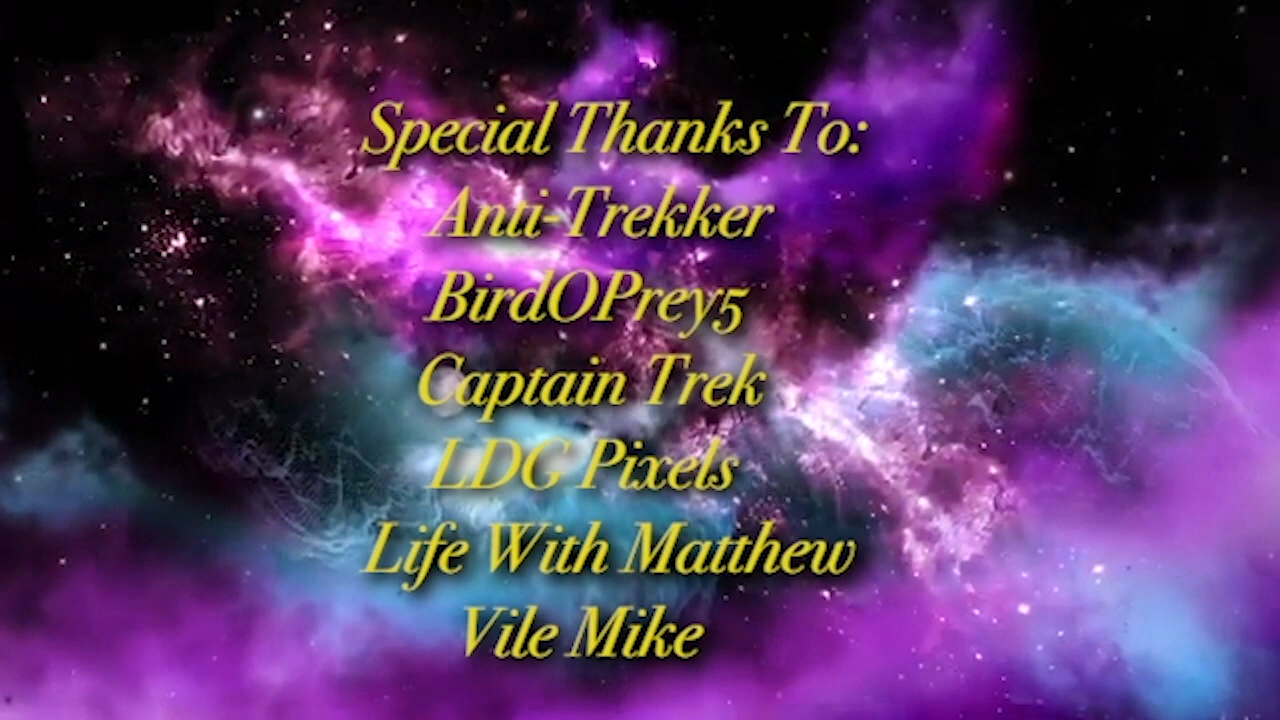 Special Thanks To:
Anti-Trekker
BirdOPrey5
Captain Trek
LDG Pixels
Life With Matthew
Vile Mike